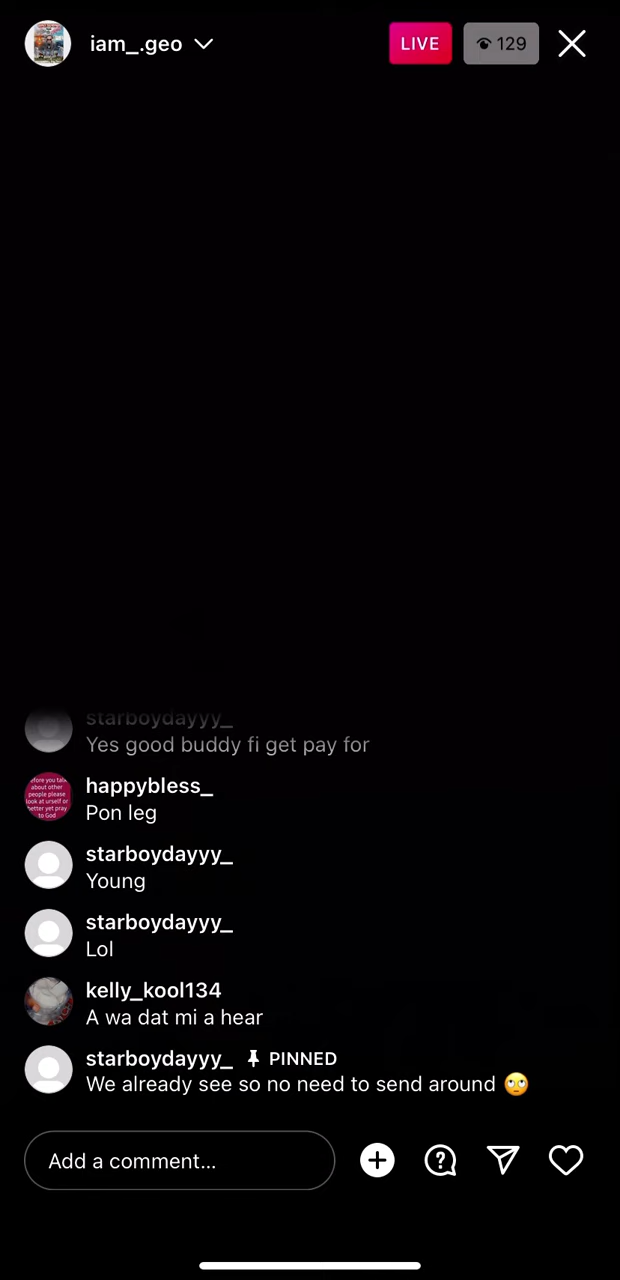 iam_.geo
LIVE
129
starboydayyy_
Yes good buddy fi get pay for
happybless_
Pon leg
starboydayyy_
Young
starboydayyy_
Lol
kelly_kool134
A wa dat mi a hear
starboydayyy_ PINNED
We already see so no need to send around 🙄
Add a comment...